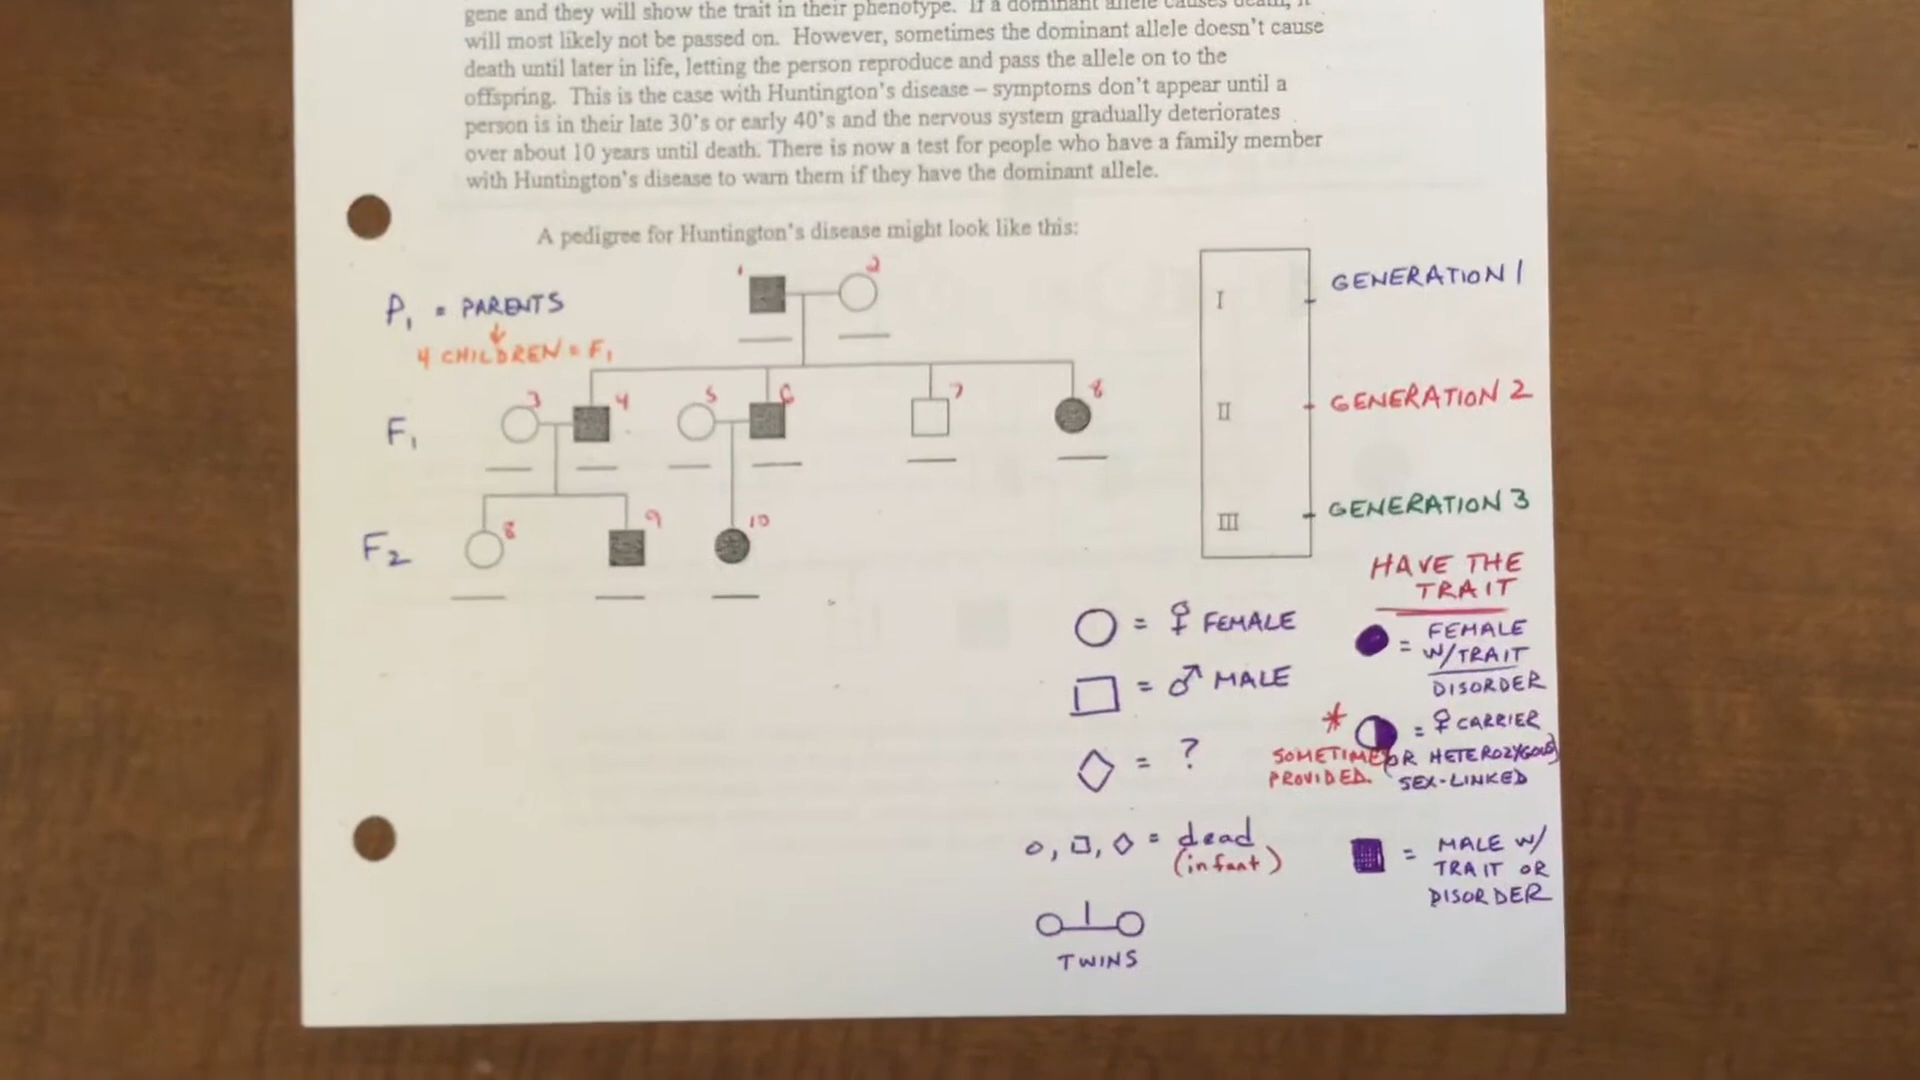 gene and they will show the trait in their phenotype. If a dominant allele causes death, it
will most likely not be passed on. However, sometimes the dominant allele doesn't cause
death until later in life, letting the person reproduce and pass the allele on to the
offspring. This is the case with Huntington's disease – symptoms don't appear until a
person is in their late 30's or early 40's and the nervous system gradually deteriorates
over about 10 years until death. There is now a test for people who have a family member
with Huntington's disease to warn them if they have the dominant allele.
A pedigree for Huntington's disease might look like this:
P1 = PARENTS
4 CHILDREN = F1
1 2
F1
3 4 5 6 7 8
F2
8 9 10
I GENERATION 1
II GENERATION 2
III GENERATION 3
HAVE THE
TRAIT
= ♀ FEMALE
= ♂ MALE
= ?
= dead
(infant)
TWINS
= FEMALE
W/TRAIT
DISORDER
* = ♀ CARRIER
OR HETEROZYGOUS
SEX-LINKED
SOMETIMES
PROVIDED.
= MALE W/
TRAIT OR
DISORDER